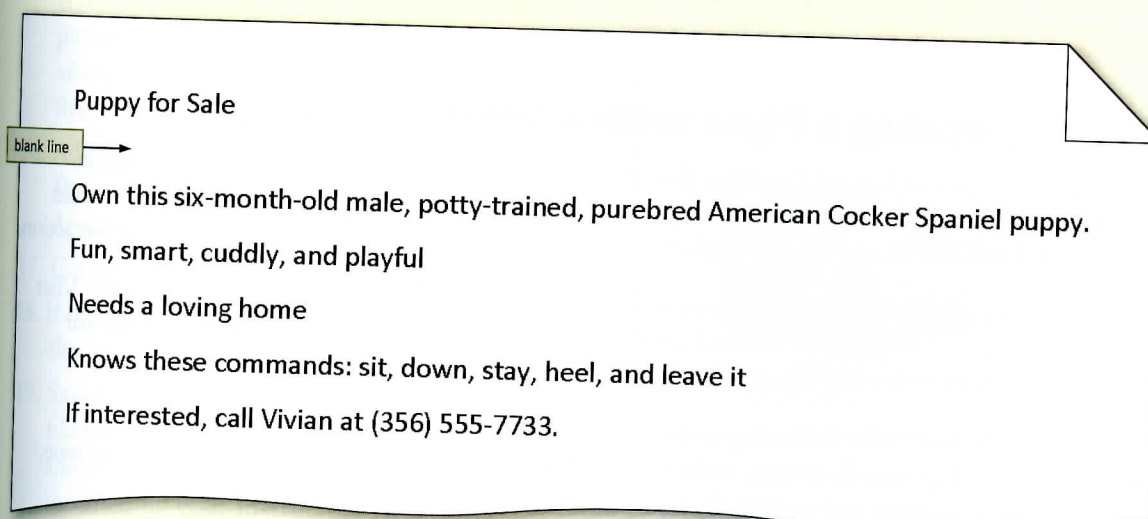 Puppy for Sale
blank line
Own this six-month-old male, potty-trained, purebred American Cocker Spaniel puppy.
Fun, smart, cuddly, and playful
Needs a loving home
Knows these commands: sit, down, stay, heel, and leave it
If interested, call Vivian at (356) 555-7733.